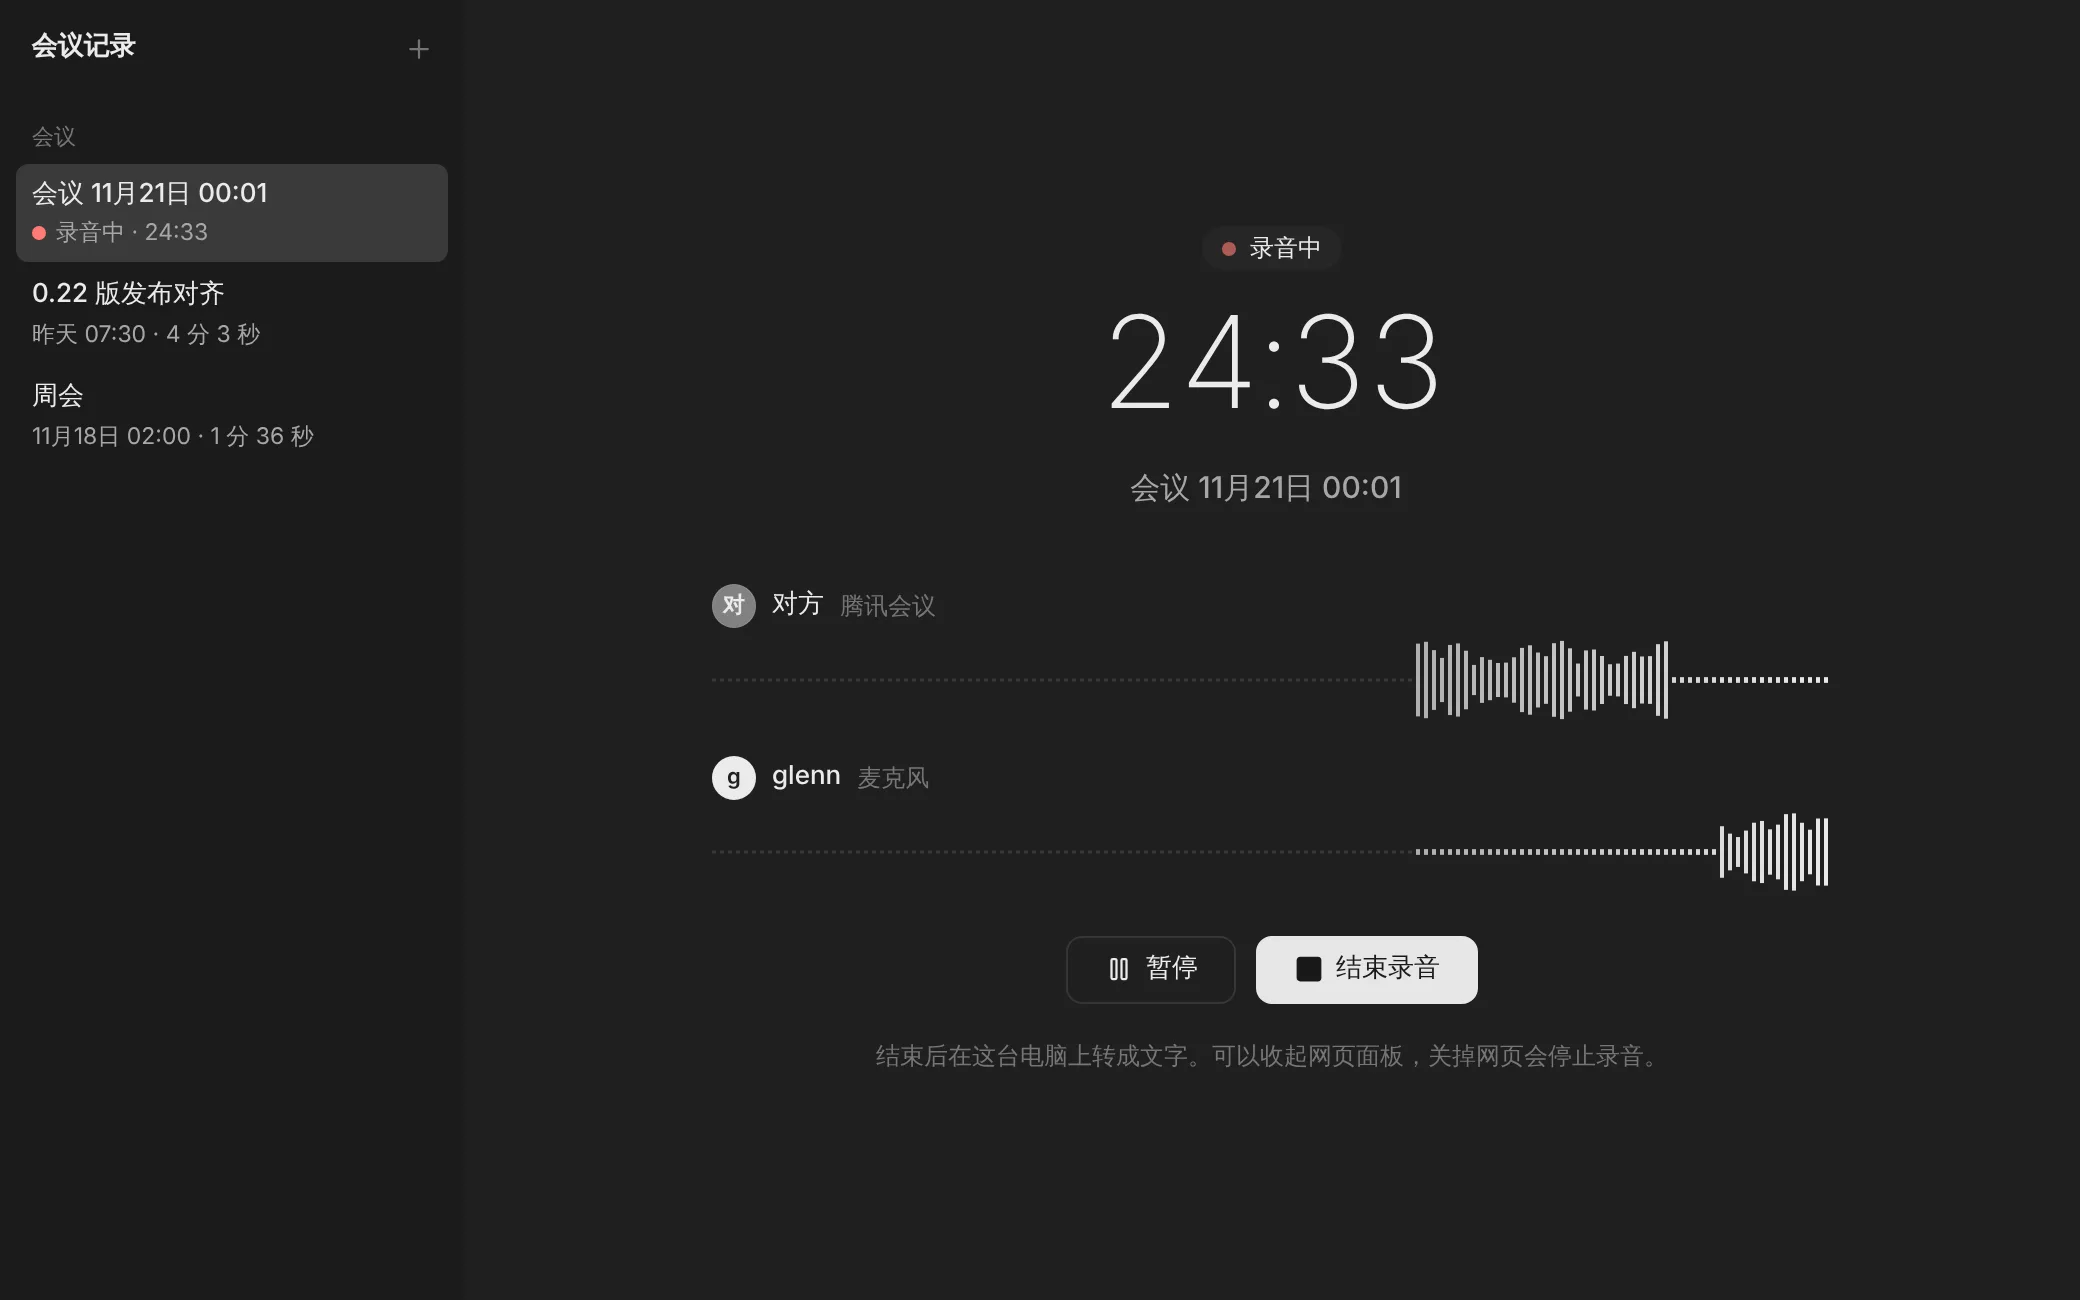 会议记录
会议
会议 11月21日 00:01
录音中 · 24:33
0.22 版发布对齐
昨天 07:30 · 4 分 3 秒
周会
11月18日 02:00 · 1 分 36 秒
录音中
24:33
会议 11月21日 00:01
对 对方 腾讯会议
g glenn 麦克风
暂停 结束录音
结束后在这台电脑上转成文字。可以收起网页面板，关掉网页会停止录音。